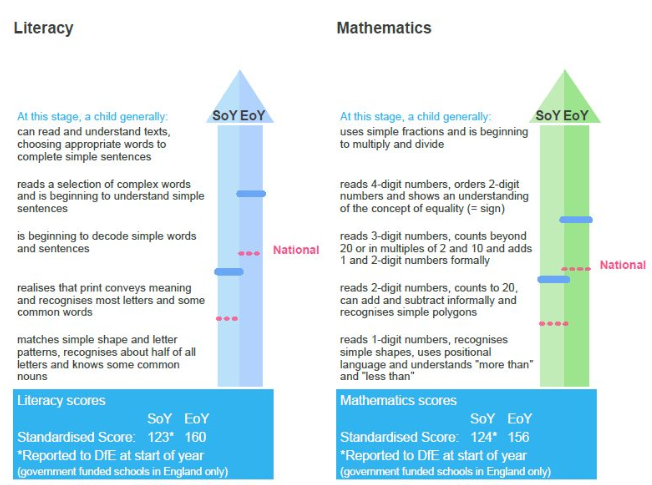 Literacy
At this stage, a child generally:
SoY EoY
can read and understand texts,
choosing appropriate words to
complete simple sentences
reads a selection of complex words
and is beginning to understand simple
sentences
is beginning to decode simple words
and sentences
National
realises that print conveys meaning
and recognises most letters and some
common words
matches simple shape and letter
patterns, recognises about half of all
letters and knows some common
nouns
Literacy scores
SoY EoY
Standardised Score: 123* 160
*Reported to DfE at start of year
(government funded schools in England only)
Mathematics
At this stage, a child generally:
SoY EoY
uses simple fractions and is beginning
to multiply and divide
reads 4-digit numbers, orders 2-digit
numbers and shows an understanding
of the concept of equality (= sign)
reads 3-digit numbers, counts beyond
20 or in multiples of 2 and 10 and adds
1 and 2-digit numbers formally
National
reads 2-digit numbers, counts to 20,
can add and subtract informally and
recognises simple polygons
reads 1-digit numbers, recognises
simple shapes, uses positional
language and understands "more than"
and "less than"
Mathematics scores
SoY EoY
Standardised Score: 124* 156
*Reported to DfE at start of year
(government funded schools in England only)